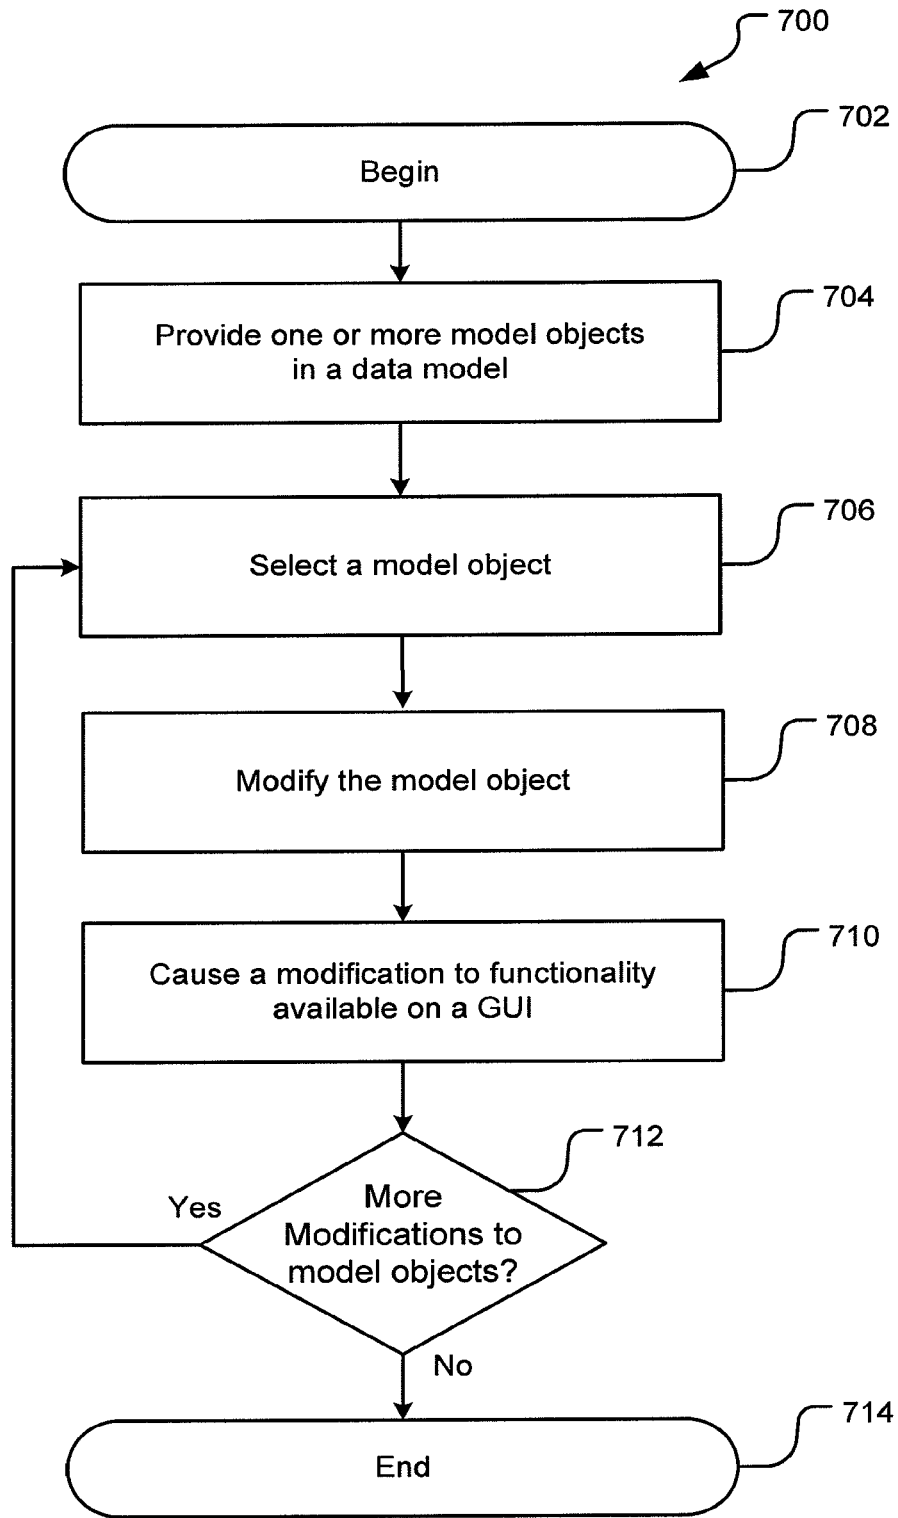 700
702
Begin
704
Provide one or more model objects
in a data model
706
Select a model object
708
Modify the model object
710
Cause a modification to functionality
available on a GUI
712
Yes
More
Modifications to
model objects?
No
714
End